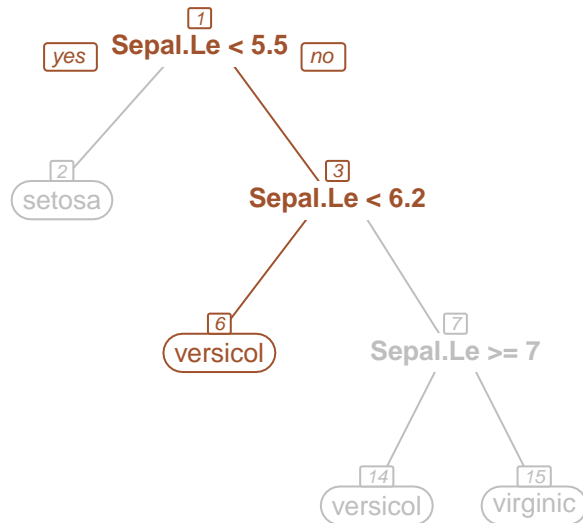 1
yes
Sepal.Le < 5.5
no
2
setosa
3
Sepal.Le < 6.2
6
versicol
7
Sepal.Le >= 7
14
versicol
15
virginic